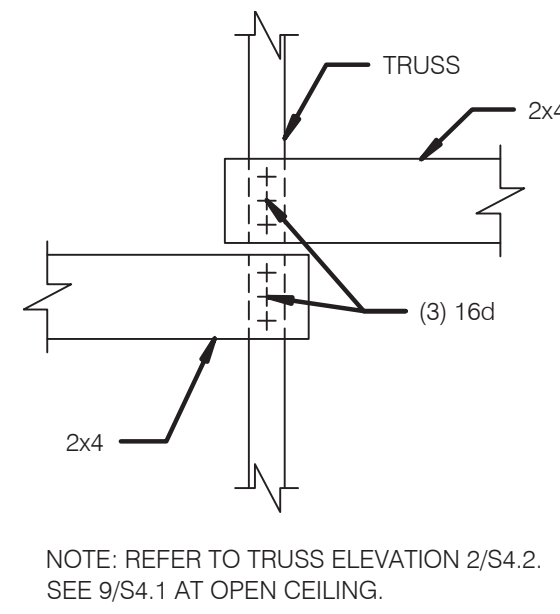 TRUSS
2x4
(3) 16d
2x4
NOTE: REFER TO TRUSS ELEVATION 2/S4.2.
SEE 9/S4.1 AT OPEN CEILING.